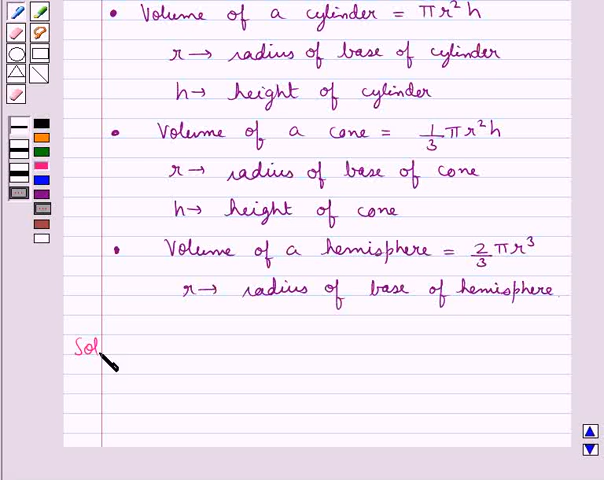 • Volume of a cylinder = πr²h
r → radius of base of cylinder
h → height of cylinder
• Volume of a cone = 1/3 πr²h
r → radius of base of cone
h → height of cone
• Volume of a hemisphere = 2/3 πr³
r → radius of base of hemisphere.
Sol